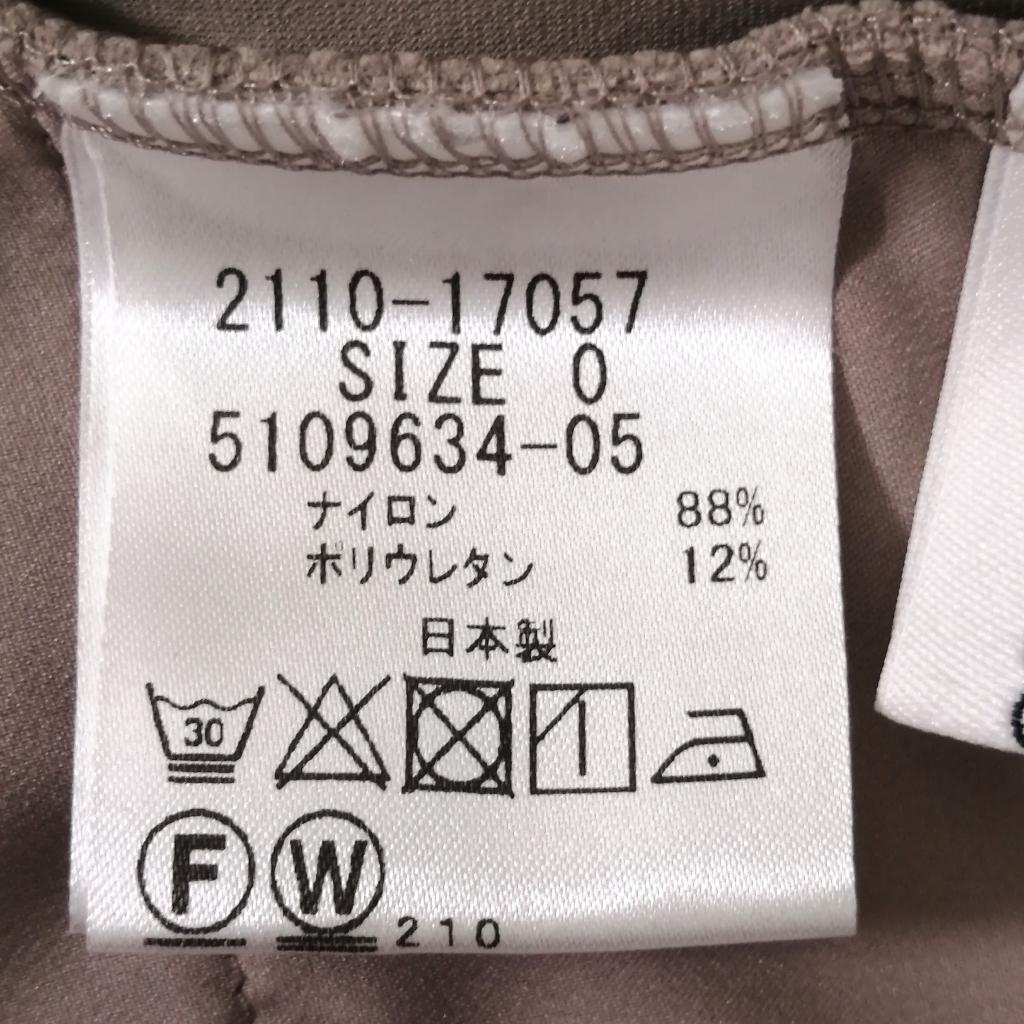 2110-17057
SIZE 0
5109634-05
ナイロン 88%
ポリウレタン 12%
日本製
30
F W 210